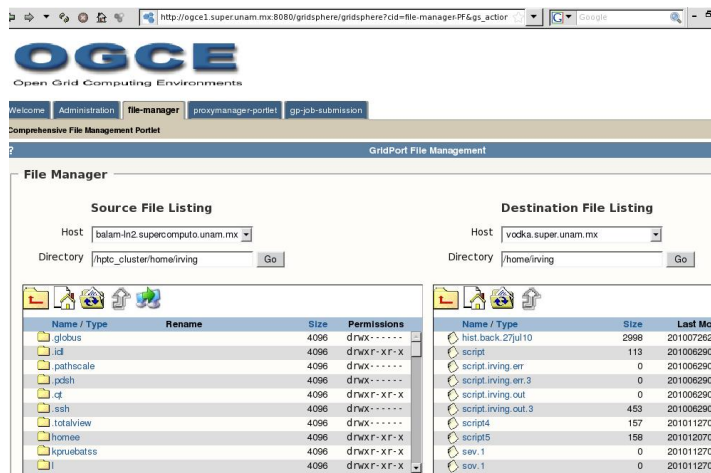 http://ogce1.super.unam.mx:8080/gridsphere/gridsphere?cid=file-manager-PF&gs_action
Google
OGCE
Open Grid Computing Environments
Welcome Administration file-manager proxymanager-portlet gp-job-submission
Comprehensive File Management Portlet
? GridPort File Management
File Manager
Source File Listing
Host balam-ln2.supercomputo.unam.mx
Directory /hptc_cluster/home/irving Go
Name / Type Rename Size Permissions
.globus 4096 drwx------
.idl 4096 drwxr-xr-x
.pathscale 4096 drwx------
.pdsh 4096 drwxr-xr-x
.qt 4096 drwxr-xr-x
.ssh 4096 drwx------
.totalview 4096 drwx------
homee 4096 drwxr-xr-x
kpruebatss 4096 drwxr-xr-x
l 4096 drwxr-xr-x
Destination File Listing
Host vodka.super.unam.mx
Directory /home/irving Go
Name / Type Size Last Mo
hist.back.27jul10 2998 201007262
script 113 201006290
script.irving.err 0 201006290
script.irving.err.3 0 201006290
script.irving.out 0 201006290
script.irving.out.3 453 201006290
script4 157 201011270
script5 158 201012070
sev.1 0 201011270
sov.1 0 201011270